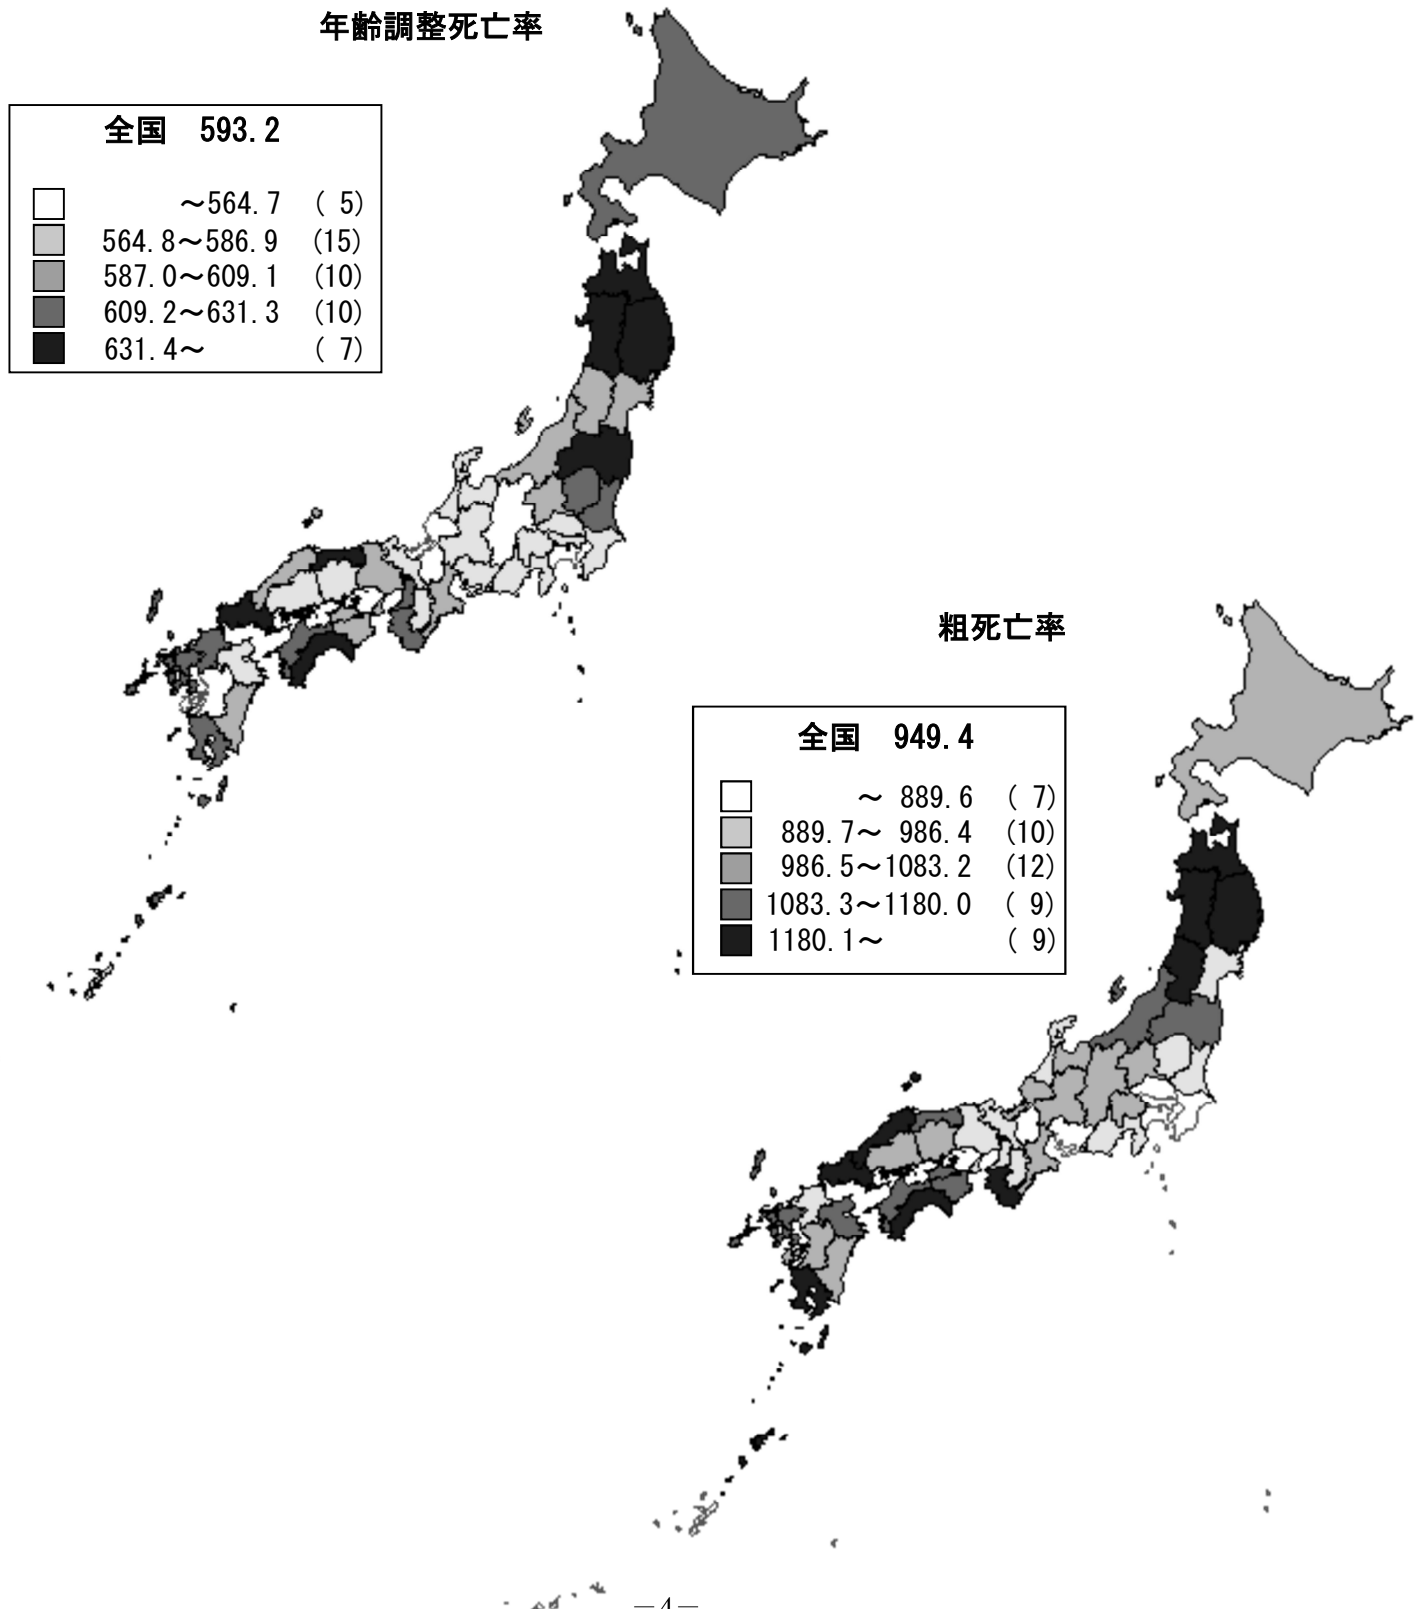 年齢調整死亡率
全国 593.2
～564.7 ( 5)
564.8～586.9 (15)
587.0～609.1 (10)
609.2～631.3 (10)
631.4～ ( 7)
粗死亡率
全国 949.4
～ 889.6 ( 7)
889.7～ 986.4 (10)
986.5～1083.2 (12)
1083.3～1180.0 ( 9)
1180.1～ ( 9)
－4－